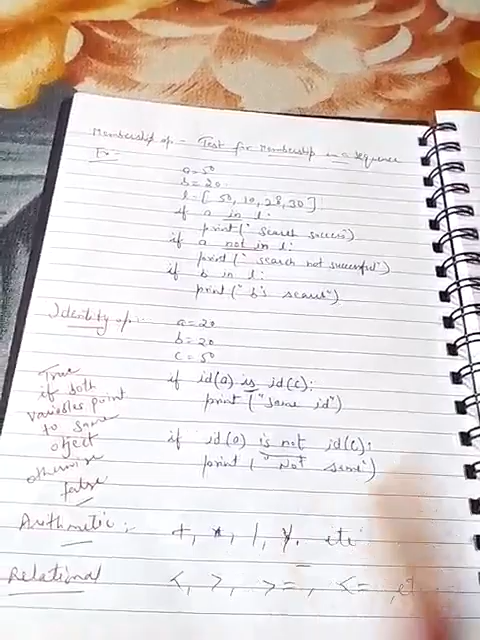 Membership op - Test for Membership in a sequence
Ex:-
a=50
b=20
l=[50, 10, 28, 30]
if a in l:
print("search success")
if a not in l:
print("search not successful")
if b in l:
print("b's search")
Identity op:-
a=20
b=20
c=50
if id(a) is id(c):
print("same id")
if id(a) is not id(c):
print("Not same")
True
if both
variables point
to same
object
otherwise
false
Arithmetic:- +, *, /, %. etc
Relational <, >, >=, <=, et